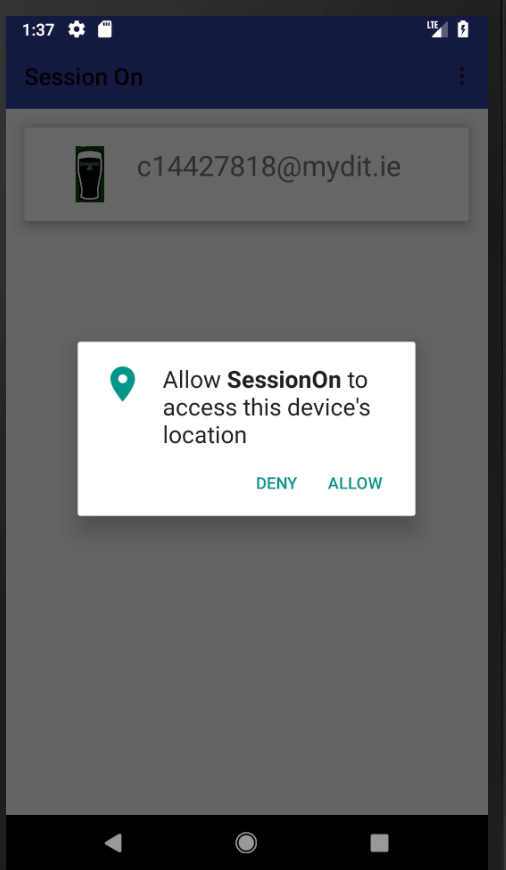 1:37
LTE
Session On
c14427818@mydit.ie
Allow SessionOn to
access this device's
location
DENY ALLOW